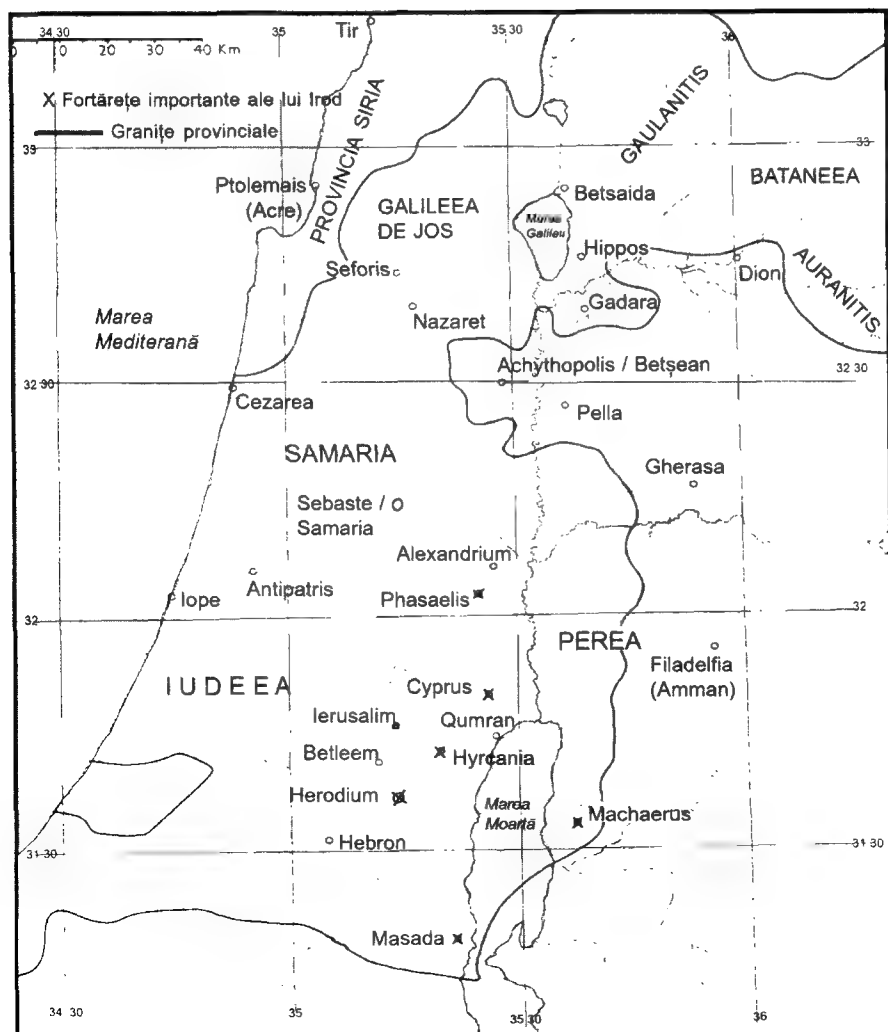 34 30
35
35 30
36
Tir
0 10 20 30 40 Km
X Fortărețe importante ale lui Irod
Granițe provinciale
PROVINCIA SIRIA
GAULANITIS
33
33
BATANEEA
Ptolemais
(Acre)
GALILEEA
DE JOS
Betsaida
Marea
Galileii
Hippos
Seforis
Dion
AURANITIS
Gadara
Nazaret
Marea
Mediterană
Achythopolis / Betșean
32 30
32 30
Cezarea
Pella
SAMARIA
Gherasa
Sebaste /
Samaria
Alexandrium
Antipatris
Phasaelis
Iope
32
32
PEREA
Filadelfia
(Amman)
IUDEEA
Cyprus
Ierusalim
Qumran
Betleem
Hyrcania
Herodium
Marea
Moartă
Machaerus
Hebron
31 30
31 30
Masada
34 30
35
35 30
36